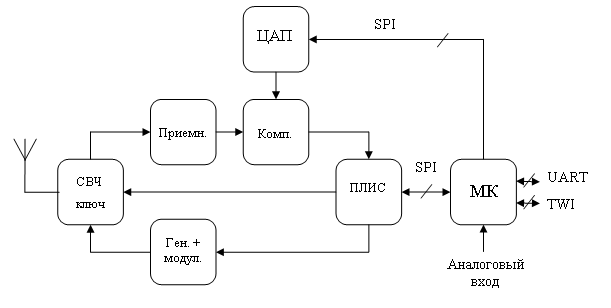 ЦАП
SPI
Приемн.
Комп.
СВЧ
ключ
ПЛИС
SPI
МК
UART
TWI
Ген. +
модул.
Аналоговый
вход